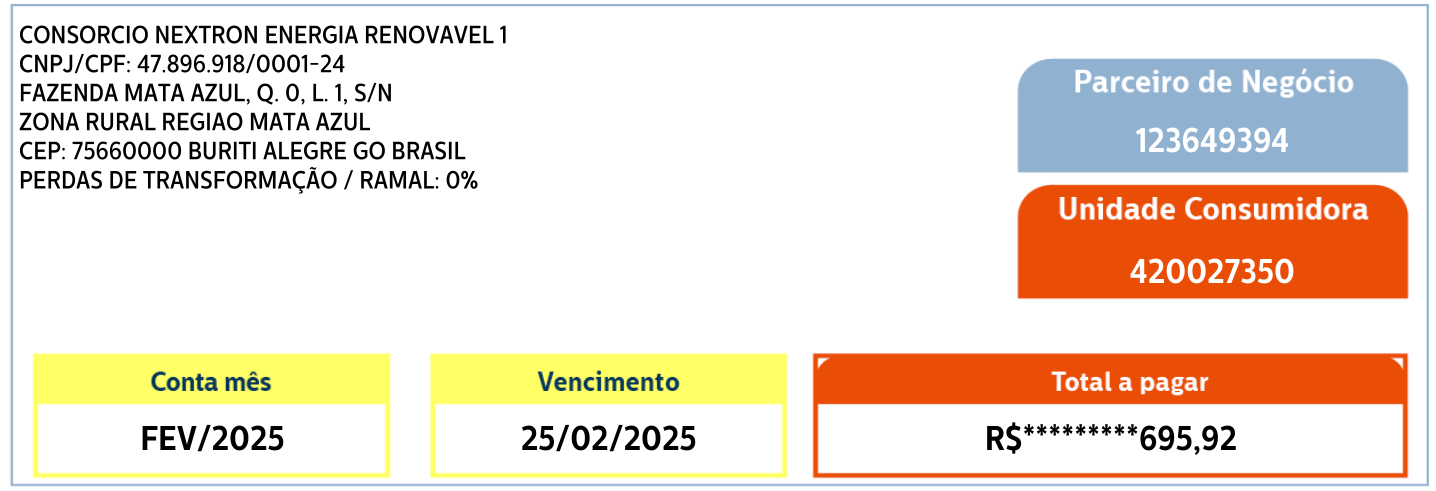 CONSORCIO NEXTRON ENERGIA RENOVAVEL 1
CNPJ/CPF: 47.896.918/0001-24
FAZENDA MATA AZUL, Q. 0, L. 1, S/N
ZONA RURAL REGIAO MATA AZUL
CEP: 75660000 BURITI ALEGRE GO BRASIL
PERDAS DE TRANSFORMAÇÃO / RAMAL: 0%
Parceiro de Negócio
123649394
Unidade Consumidora
420027350
Conta mês
FEV/2025
Vencimento
25/02/2025
Total a pagar
R$*********695,92